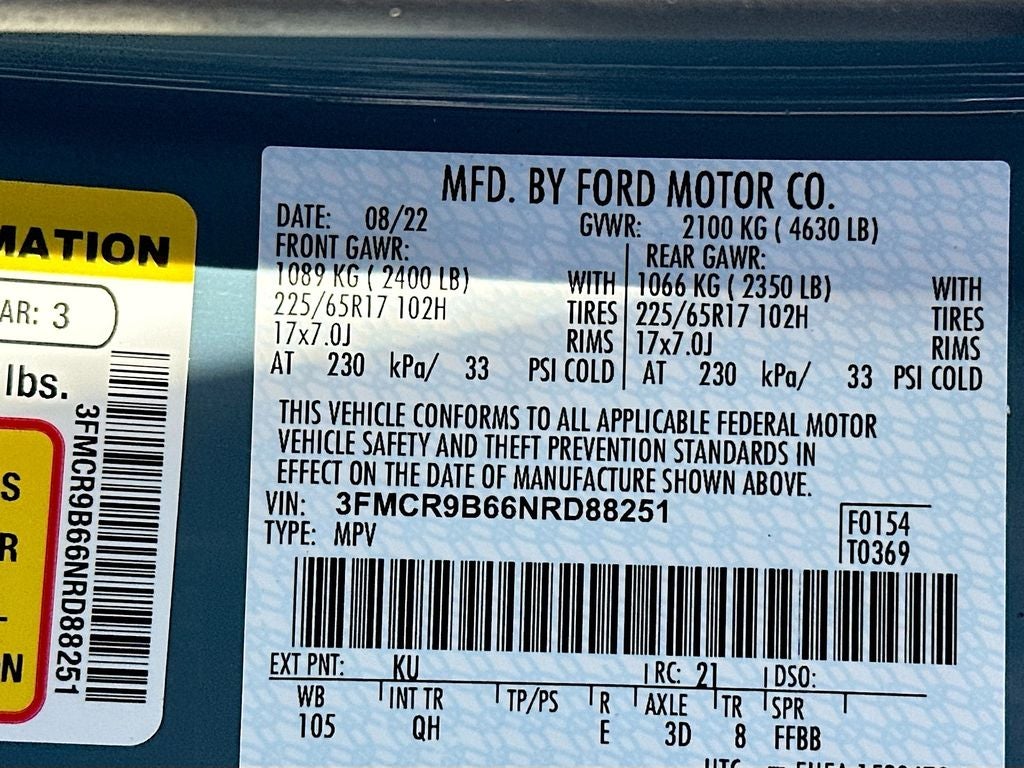 MATION
AR: 3
lbs.
3FMCR9B66NRD88251
S
R
N
MFD. BY FORD MOTOR CO.
DATE: 08/22 GVWR: 2100 KG ( 4630 LB)
FRONT GAWR: REAR GAWR:
1089 KG ( 2400 LB) WITH 1066 KG ( 2350 LB) WITH
225/65R17 102H TIRES 225/65R17 102H TIRES
17x7.0J RIMS 17x7.0J RIMS
AT 230 kPa/ 33 PSI COLD AT 230 kPa/ 33 PSI COLD
THIS VEHICLE CONFORMS TO ALL APPLICABLE FEDERAL MOTOR
VEHICLE SAFETY AND THEFT PREVENTION STANDARDS IN
EFFECT ON THE DATE OF MANUFACTURE SHOWN ABOVE.
VIN: 3FMCR9B66NRD88251
TYPE: MPV
F0154
T0369
EXT PNT: KU RC: 21 DSO:
WB INT TR TP/PS R AXLE TR SPR
105 QH E 3D 8 FFBB